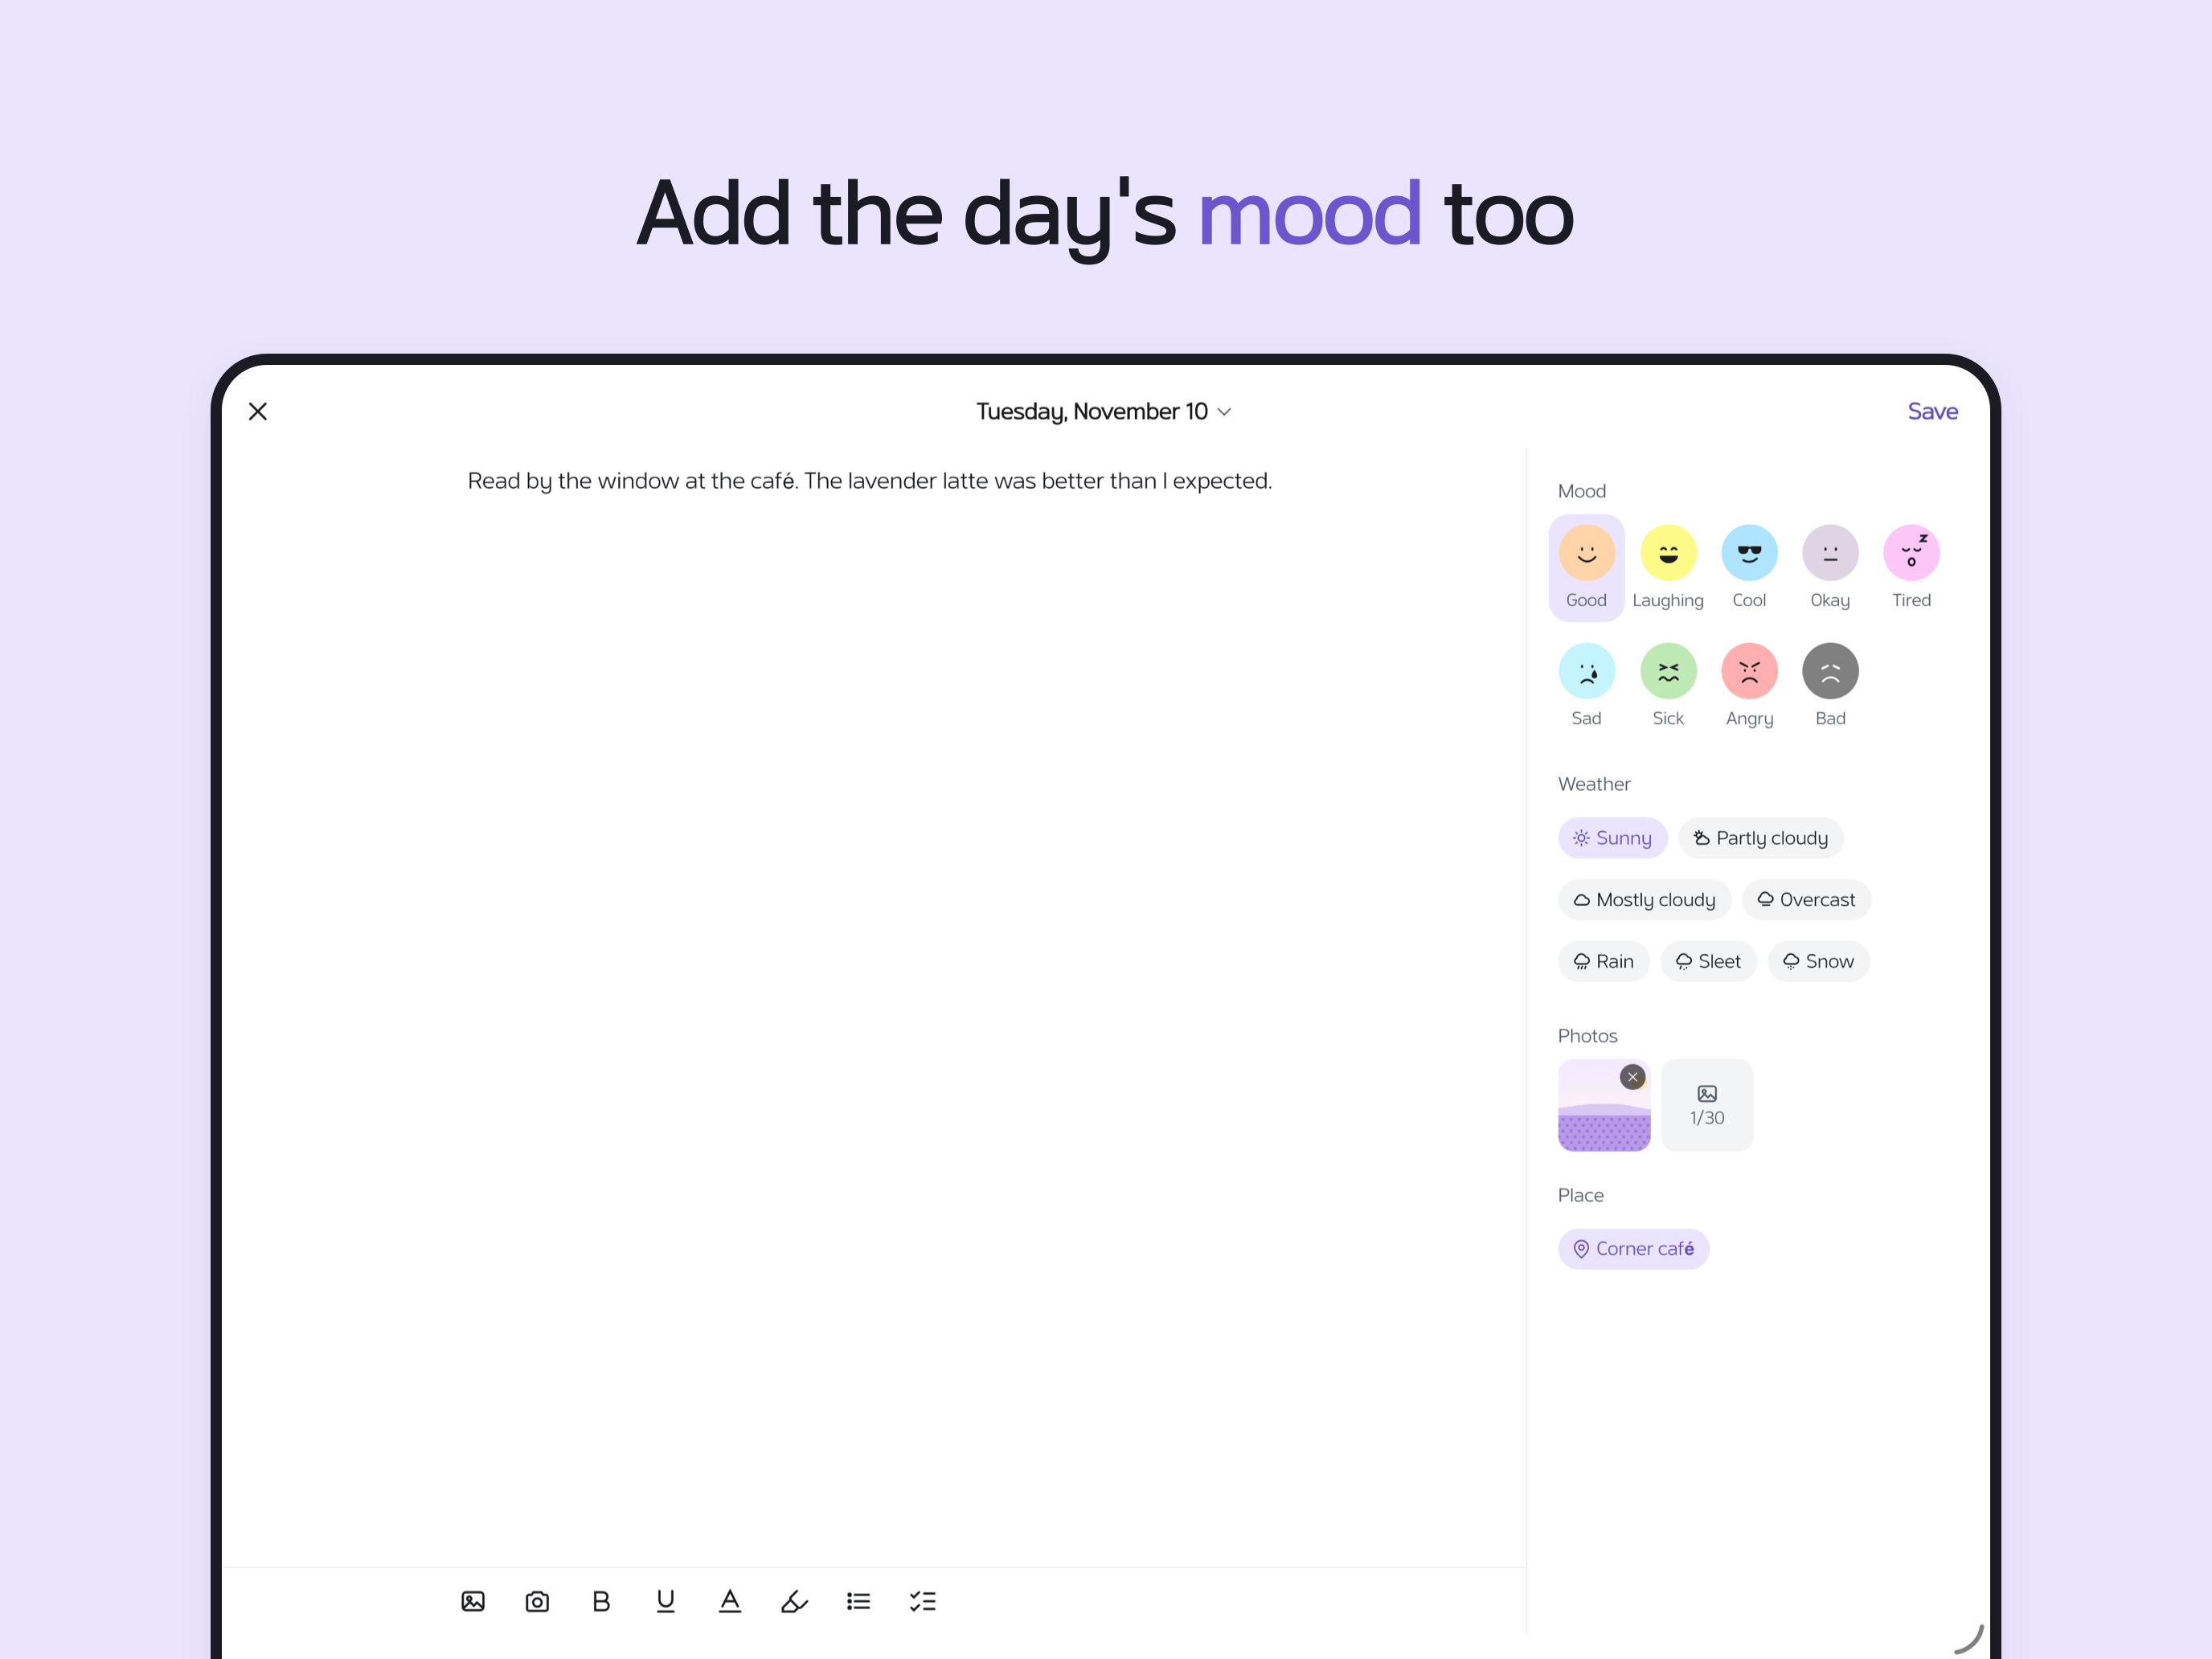 Add the day's mood too
Tuesday, November 10
Save
Read by the window at the café. The lavender latte was better than I expected.
Mood
Good Laughing Cool Okay Tired
Sad Sick Angry Bad
Weather
Sunny Partly cloudy
Mostly cloudy Overcast
Rain Sleet Snow
Photos
1/30
Place
Corner café